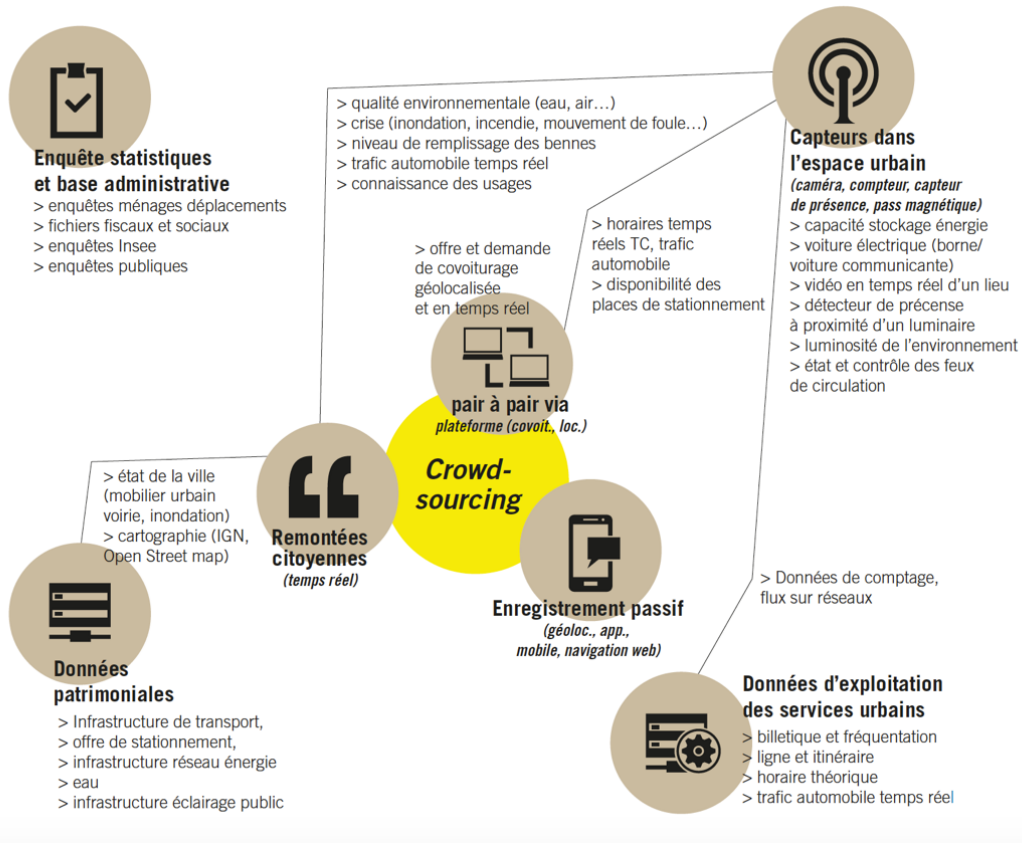 Enquête statistiques
et base administrative
> enquêtes ménages déplacements
> fichiers fiscaux et sociaux
> enquêtes Insee
> enquêtes publiques
> qualité environnementale (eau, air…)
> crise (inondation, incendie, mouvement de foule…)
> niveau de remplissage des bennes
> trafic automobile temps réel
> connaissance des usages
Capteurs dans
l’espace urbain
(caméra, compteur, capteur
de présence, pass magnétique)
> capacité stockage énergie
> voiture électrique (borne/
voiture communicante)
> vidéo en temps réel d’un lieu
> détecteur de précense
à proximité d’un luminaire
> luminosité de l’environnement
> état et contrôle des feux
de circulation
> horaires temps
réels TC, trafic
automobile
> disponibilité des
places de stationnement
> offre et demande
de covoiturage
géolocalisée
et en temps réel
pair à pair via
plateforme (covoit., loc.)
Crowd-
sourcing
> état de la ville
(mobilier urbain
voirie, inondation)
> cartographie (IGN,
Open Street map)
Remontées
citoyennes
(temps réel)
Enregistrement passif
(géoloc., app.,
mobile, navigation web)
> Données de comptage,
flux sur réseaux
Données
patrimoniales
> Infrastructure de transport,
> offre de stationnement,
> infrastructure réseau énergie
> eau
> infrastructure éclairage public
Données d’exploitation
des services urbains
> billetique et fréquentation
> ligne et itinéraire
> horaire théorique
> trafic automobile temps réel